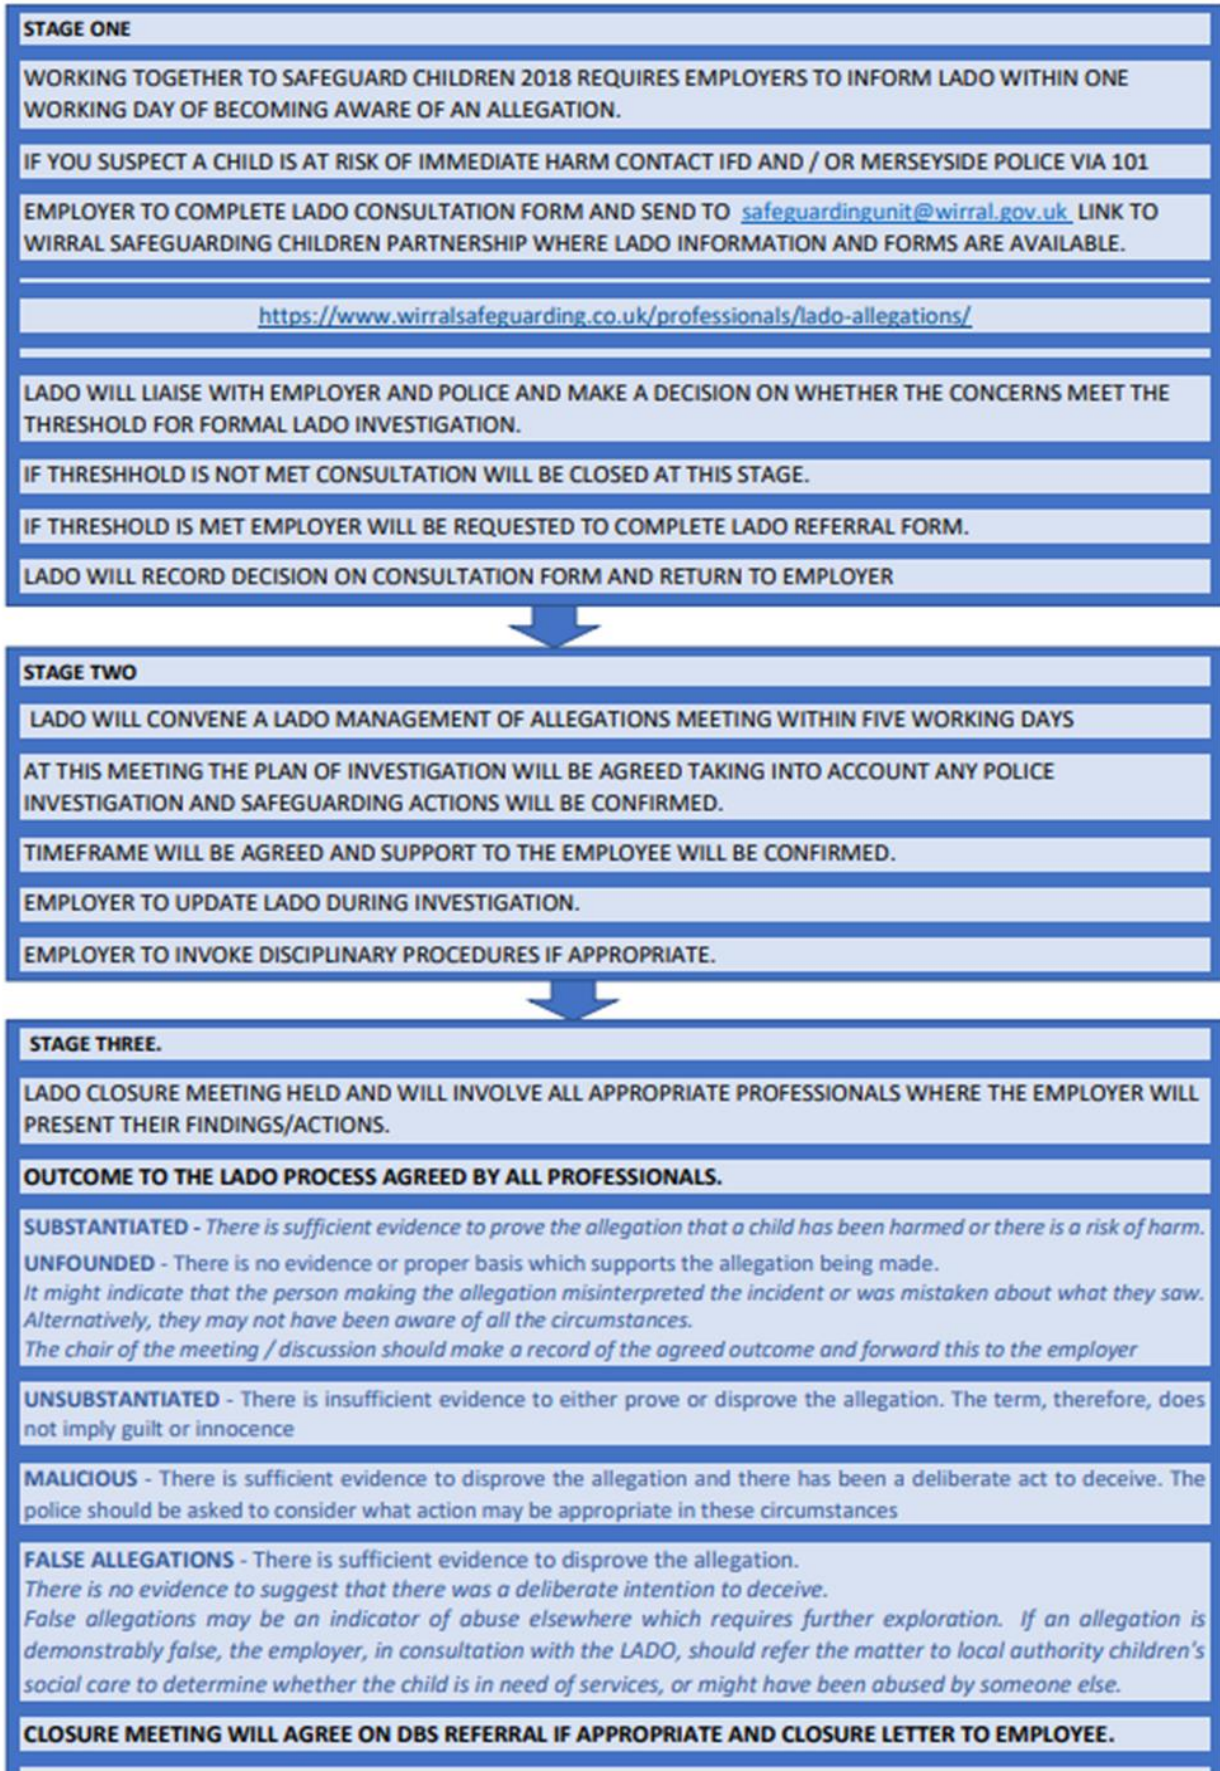 STAGE ONE
WORKING TOGETHER TO SAFEGUARD CHILDREN 2018 REQUIRES EMPLOYERS TO INFORM LADO WITHIN ONE
WORKING DAY OF BECOMING AWARE OF AN ALLEGATION.
IF YOU SUSPECT A CHILD IS AT RISK OF IMMEDIATE HARM CONTACT IFD AND / OR MERSEYSIDE POLICE VIA 101
EMPLOYER TO COMPLETE LADO CONSULTATION FORM AND SEND TO safeguardingunit@wirral.gov.uk LINK TO
WIRRAL SAFEGUARDING CHILDREN PARTNERSHIP WHERE LADO INFORMATION AND FORMS ARE AVAILABLE.
https://www.wirralsafeguarding.co.uk/professionals/lado-allegations/
LADO WILL LIAISE WITH EMPLOYER AND POLICE AND MAKE A DECISION ON WHETHER THE CONCERNS MEET THE
THRESHOLD FOR FORMAL LADO INVESTIGATION.
IF THRESHHOLD IS NOT MET CONSULTATION WILL BE CLOSED AT THIS STAGE.
IF THRESHOLD IS MET EMPLOYER WILL BE REQUESTED TO COMPLETE LADO REFERRAL FORM.
LADO WILL RECORD DECISION ON CONSULTATION FORM AND RETURN TO EMPLOYER
STAGE TWO
LADO WILL CONVENE A LADO MANAGEMENT OF ALLEGATIONS MEETING WITHIN FIVE WORKING DAYS
AT THIS MEETING THE PLAN OF INVESTIGATION WILL BE AGREED TAKING INTO ACCOUNT ANY POLICE
INVESTIGATION AND SAFEGUARDING ACTIONS WILL BE CONFIRMED.
TIMEFRAME WILL BE AGREED AND SUPPORT TO THE EMPLOYEE WILL BE CONFIRMED.
EMPLOYER TO UPDATE LADO DURING INVESTIGATION.
EMPLOYER TO INVOKE DISCIPLINARY PROCEDURES IF APPROPRIATE.
STAGE THREE.
LADO CLOSURE MEETING HELD AND WILL INVOLVE ALL APPROPRIATE PROFESSIONALS WHERE THE EMPLOYER WILL
PRESENT THEIR FINDINGS/ACTIONS.
OUTCOME TO THE LADO PROCESS AGREED BY ALL PROFESSIONALS.
SUBSTANTIATED - There is sufficient evidence to prove the allegation that a child has been harmed or there is a risk of harm.
UNFOUNDED - There is no evidence or proper basis which supports the allegation being made.
It might indicate that the person making the allegation misinterpreted the incident or was mistaken about what they saw.
Alternatively, they may not have been aware of all the circumstances.
The chair of the meeting / discussion should make a record of the agreed outcome and forward this to the employer
UNSUBSTANTIATED - There is insufficient evidence to either prove or disprove the allegation. The term, therefore, does
not imply guilt or innocence
MALICIOUS - There is sufficient evidence to disprove the allegation and there has been a deliberate act to deceive. The
police should be asked to consider what action may be appropriate in these circumstances
FALSE ALLEGATIONS - There is sufficient evidence to disprove the allegation.
There is no evidence to suggest that there was a deliberate intention to deceive.
False allegations may be an indicator of abuse elsewhere which requires further exploration. If an allegation is
demonstrably false, the employer, in consultation with the LADO, should refer the matter to local authority children's
social care to determine whether the child is in need of services, or might have been abused by someone else.
CLOSURE MEETING WILL AGREE ON DBS REFERRAL IF APPROPRIATE AND CLOSURE LETTER TO EMPLOYEE.